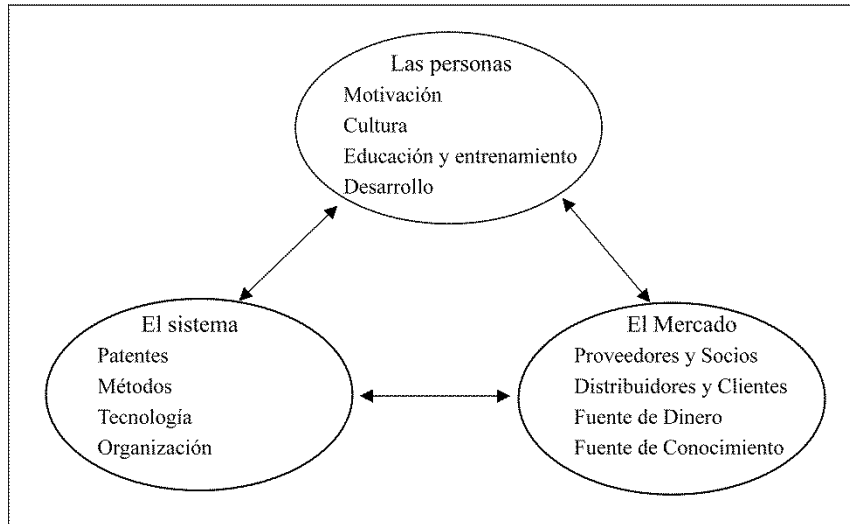 Las personas
Motivación
Cultura
Educación y entrenamiento
Desarrollo
El sistema
Patentes
Métodos
Tecnología
Organización
El Mercado
Proveedores y Socios
Distribuidores y Clientes
Fuente de Dinero
Fuente de Conocimiento